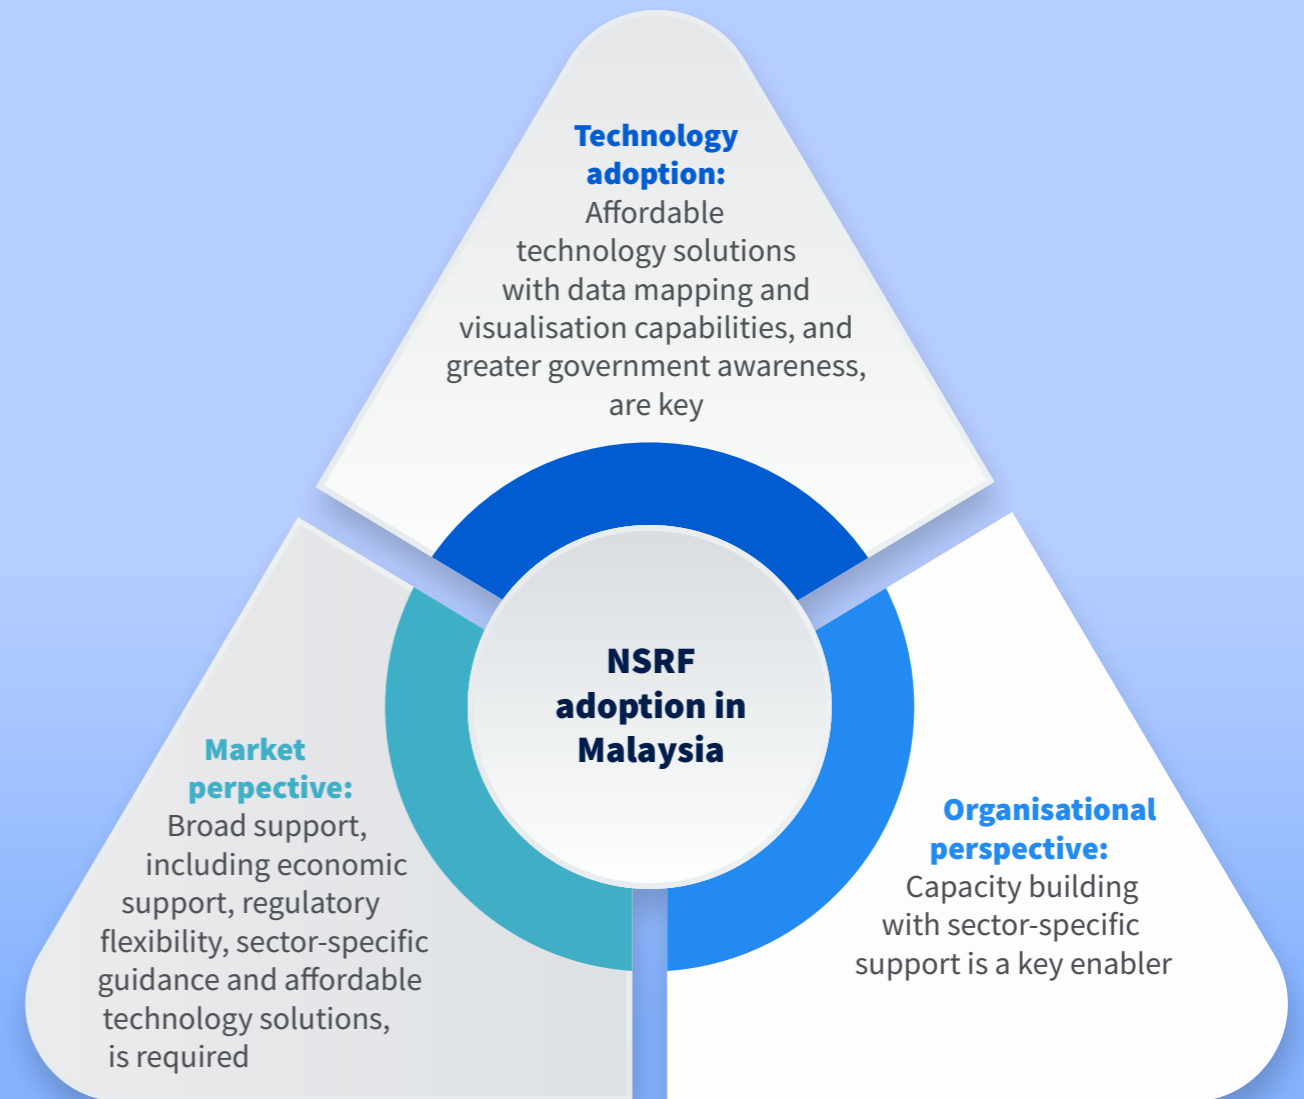 Technology
adoption:
Affordable
technology solutions
with data mapping and
visualisation capabilities, and
greater government awareness,
are key
NSRF
adoption in
Malaysia
Market
perpective:
Broad support,
including economic
support, regulatory
flexibility, sector-specific
guidance and affordable
technology solutions,
is required
Organisational
perspective:
Capacity building
with sector-specific
support is a key enabler